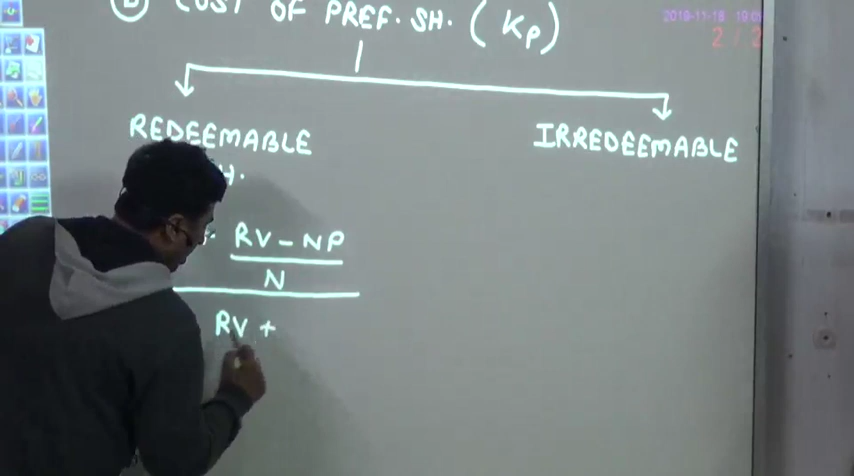 2019-11-18 19:0
2/2
(B) COST OF PREF. SH. (Kp)
REDEEMABLE
IRREDEEMABLE
H.
RV - NP
N
RV +